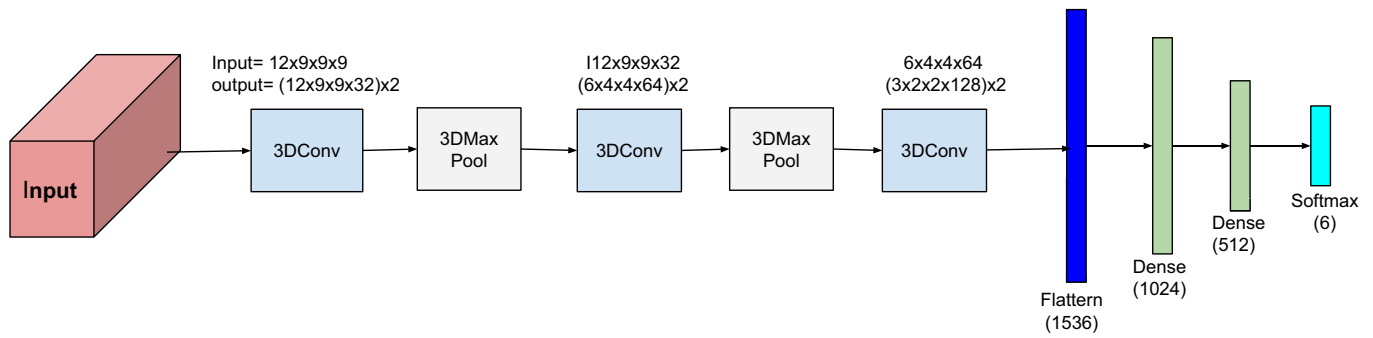 Input
Input= 12x9x9x9
output= (12x9x9x32)x2
3DConv
3DMax
Pool
I12x9x9x32
(6x4x4x64)x2
3DConv
3DMax
Pool
6x4x4x64
(3x2x2x128)x2
3DConv
Flattern
(1536)
Dense
(1024)
Dense
(512)
Softmax
(6)